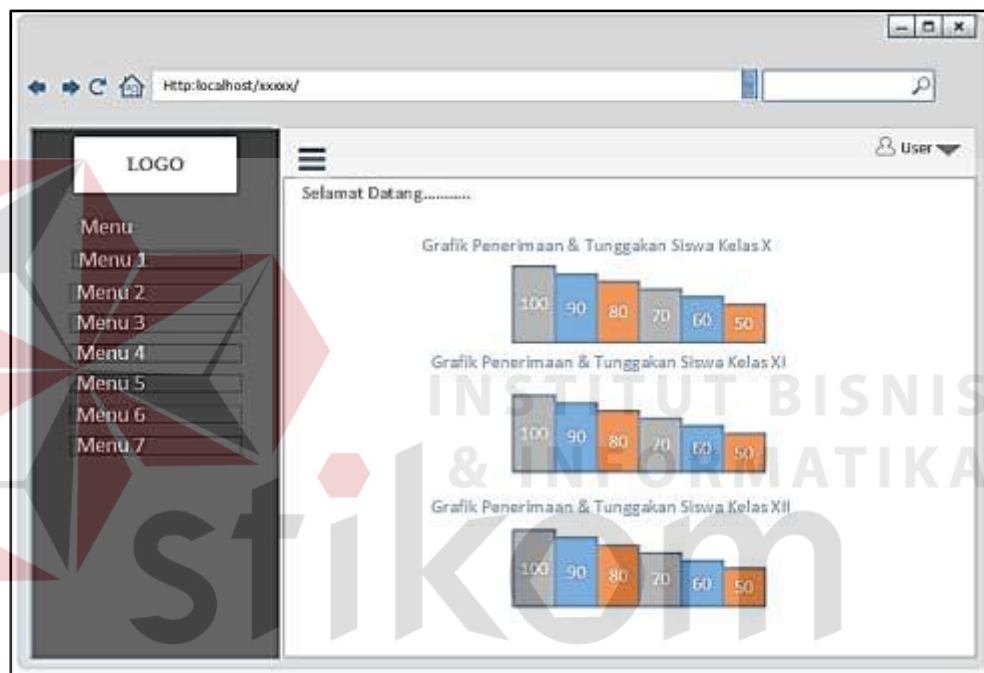 Http:localhost/xxxxx/
LOGO
User
Selamat Datang...........
Menu
Menu 1
Menu 2
Menu 3
Menu 4
Menu 5
Menu 6
Menu 7
Grafik Penerimaan & Tunggakan Siswa Kelas X
100 90 80 70 60 50
Grafik Penerimaan & Tunggakan Siswa Kelas XI
100 90 80 70 60 50
Grafik Penerimaan & Tunggakan Siswa Kelas XII
100 90 80 70 60 50
INSTITUT BISNIS
& INFORMATIKA
stikom